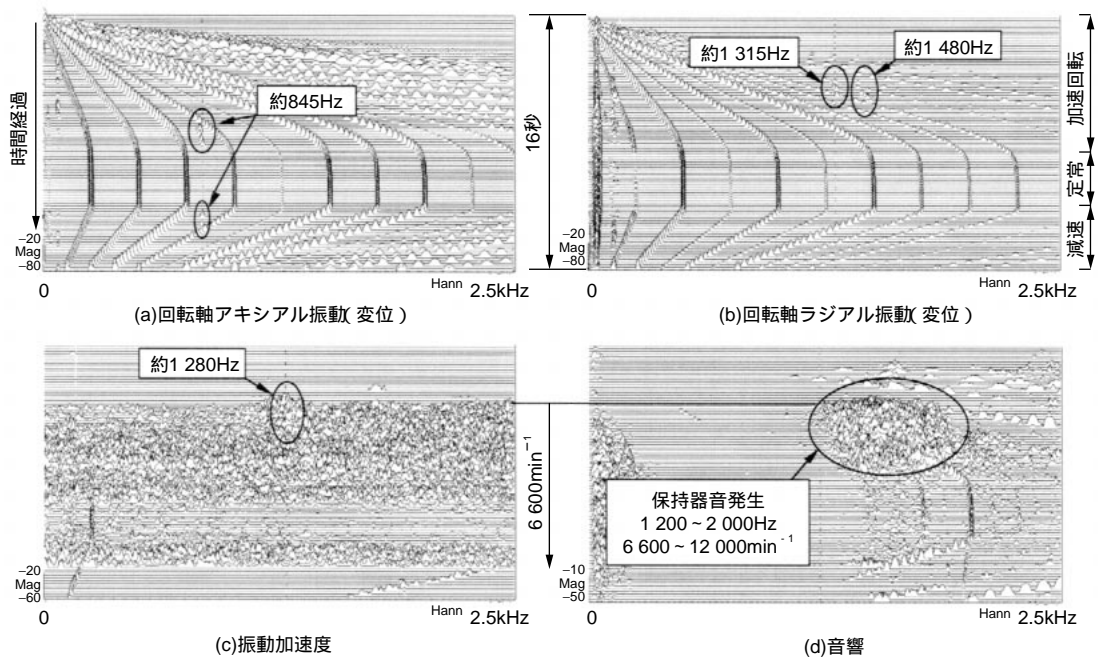 時間経過
−20
Mag
−80
約845Hz
0
Hann
2.5kHz
(a)回転軸アキシアル振動(変位)
16秒
約1 315Hz
約1 480Hz
加速回転
定常
減速
−20
Mag
−80
0
Hann
2.5kHz
(b)回転軸ラジアル振動(変位)
約1 280Hz
−20
Mag
−60
0
Hann
2.5kHz
(c)振動加速度
6 600min⁻¹
保持器音発生
1 200~2 000Hz
6 600~12 000min⁻¹
−10
Mag
−50
0
Hann
2.5kHz
(d)音響